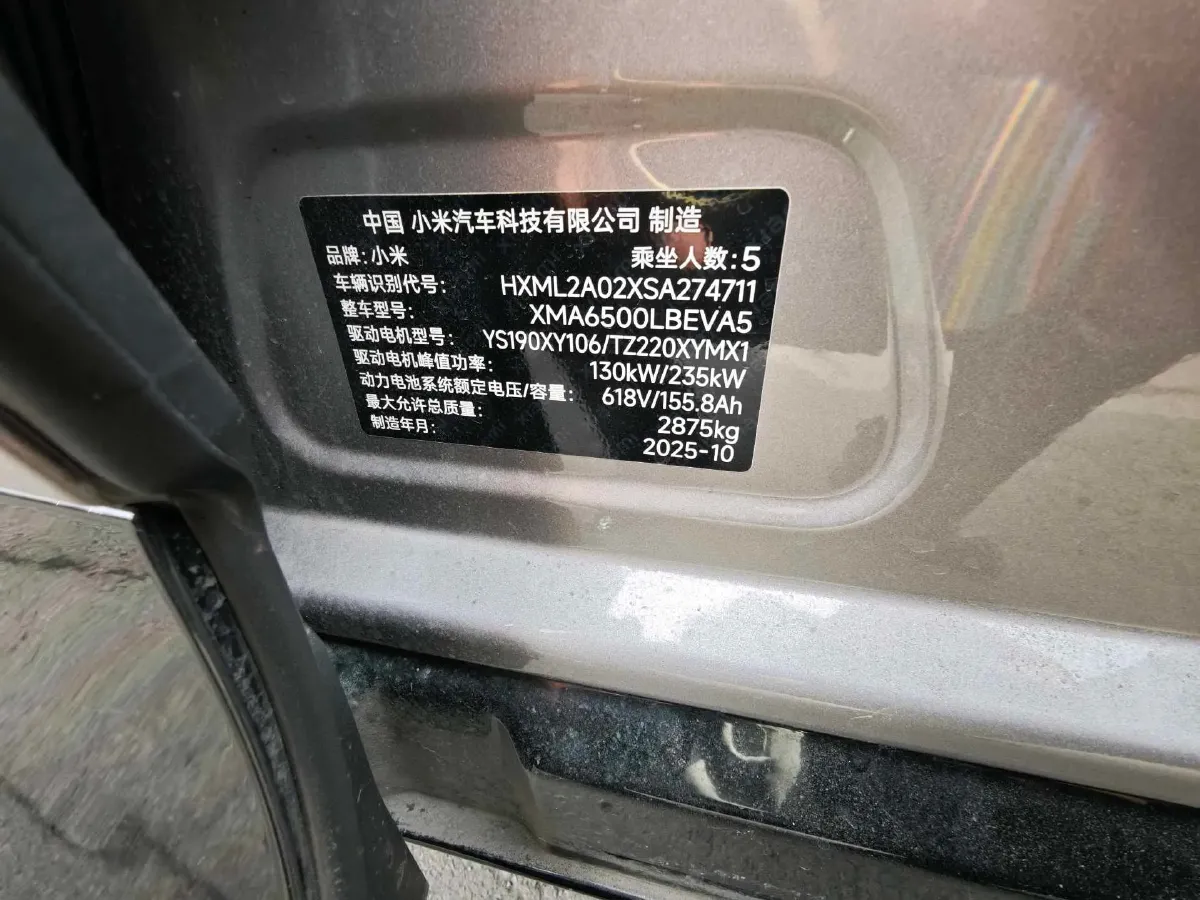 中国 小米汽车科技有限公司 制造
品牌：小米 乘坐人数：5
车辆识别代号： HXML2A02XSA274711
整车型号： XMA6500LBEVA5
驱动电机型号： YS190XY106/TZ220XYMX1
驱动电机峰值功率： 130kW/235kW
动力电池系统额定电压/容量： 618V/155.8Ah
最大允许总质量： 2875kg
制造年月： 2025-10